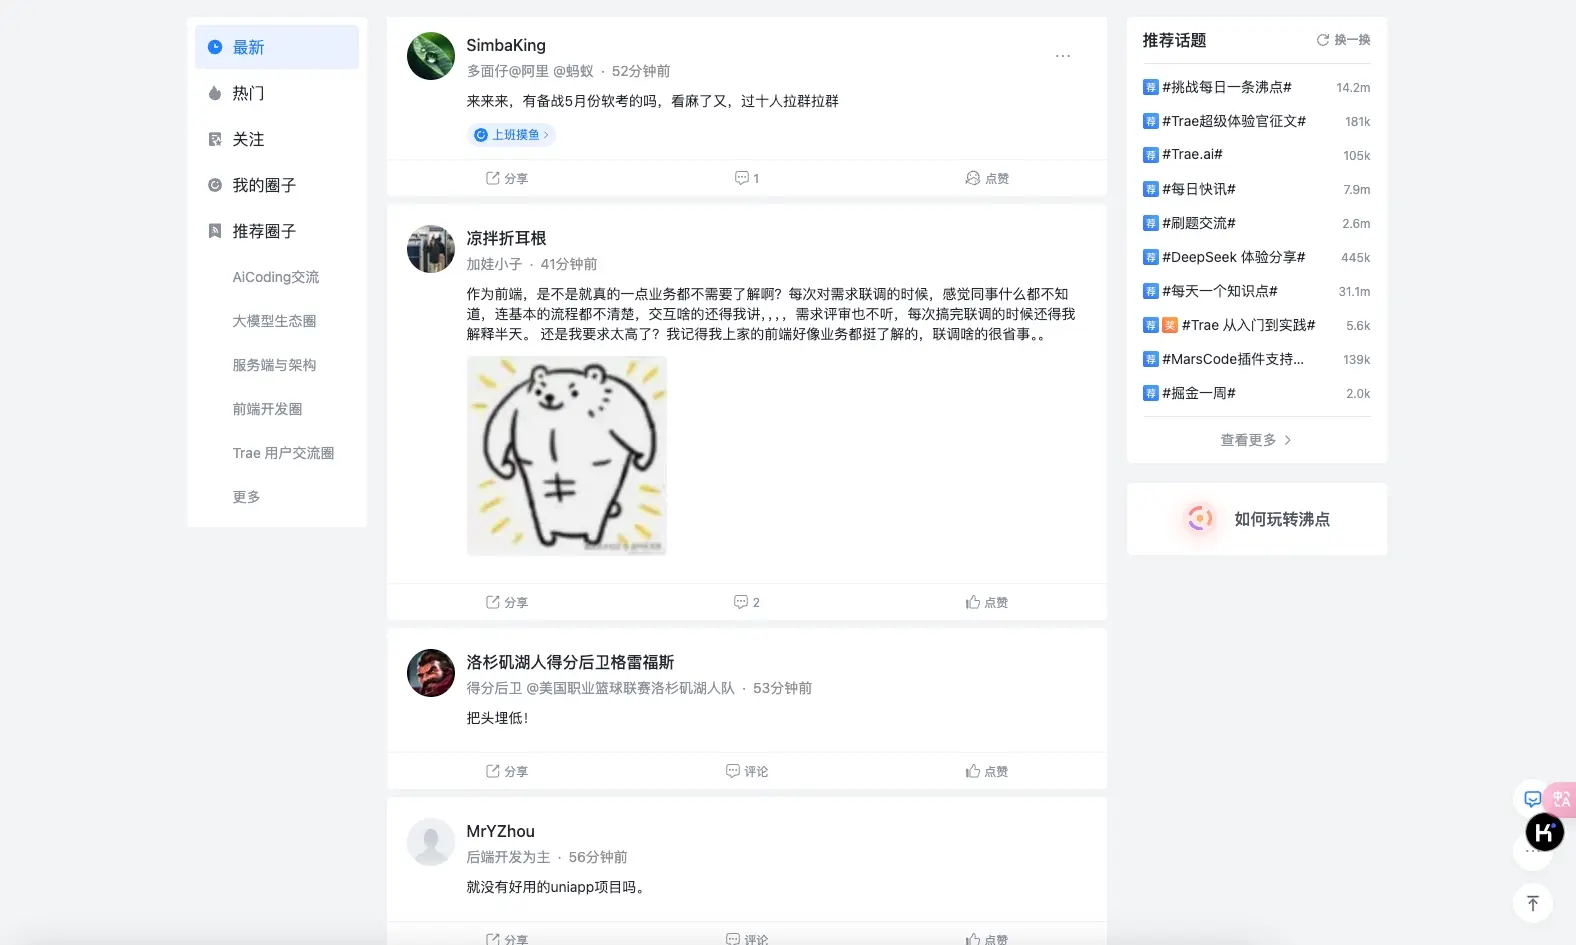 最新
热门
关注
我的圈子
推荐圈子
AiCoding交流
大模型生态圈
服务端与架构
前端开发圈
Trae 用户交流圈
更多
SimbaKing
多面仔@阿里 @蚂蚁 · 52分钟前
来来来，有备战5月份软考的吗，看麻了又，过十人拉群拉群
上班摸鱼
分享
1
点赞
凉拌折耳根
加娃小子 · 41分钟前
作为前端，是不是就真的一点业务都不需要了解啊？每次对需求联调的时候，感觉同事什么都不知
道，连基本的流程都不清楚，交互啥的还得我讲，，，，需求评审也不听，每次搞完联调的时候还得我
解释半天。 还是我要求太高了？我记得我上家的前端好像业务都挺了解的，联调啥的很省事。。
分享
2
点赞
洛杉矶湖人得分后卫格雷福斯
得分后卫 @美国职业篮球联赛洛杉矶湖人队 · 53分钟前
把头埋低！
分享
评论
点赞
MrYZhou
后端开发为主 · 56分钟前
就没有好用的uniapp项目吗。
分享
评论
点赞
推荐话题
换一换
荐 #挑战每日一条沸点# 14.2m
荐 #Trae超级体验官征文# 181k
荐 #Trae.ai# 105k
荐 #每日快讯# 7.9m
荐 #刷题交流# 2.6m
荐 #DeepSeek 体验分享# 445k
荐 #每天一个知识点# 31.1m
荐 奖 #Trae 从入门到实践# 5.6k
荐 #MarsCode插件支持... 139k
荐 #掘金一周# 2.0k
查看更多
如何玩转沸点
中A
K